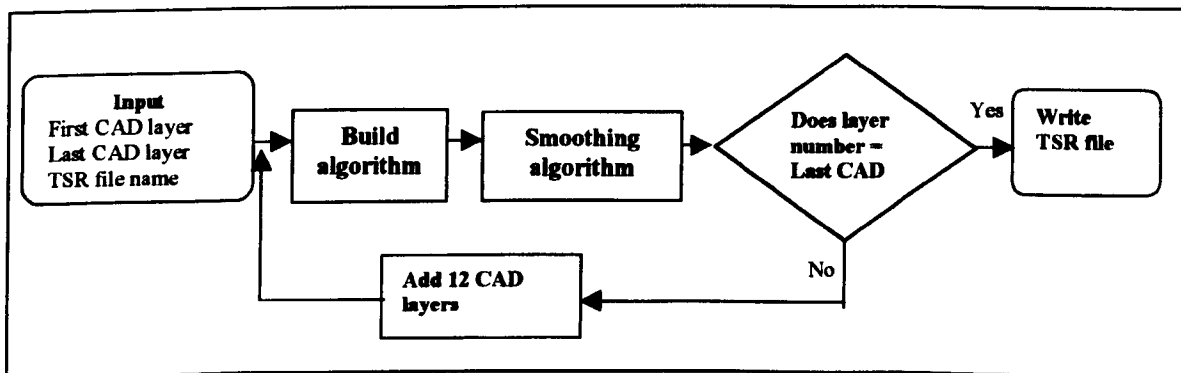 Input
First CAD layer
Last CAD layer
TSR file name
Build
algorithm
Smoothing
algorithm
Does layer
number =
Last CAD
Yes
Write
TSR file
No
Add 12 CAD
layers